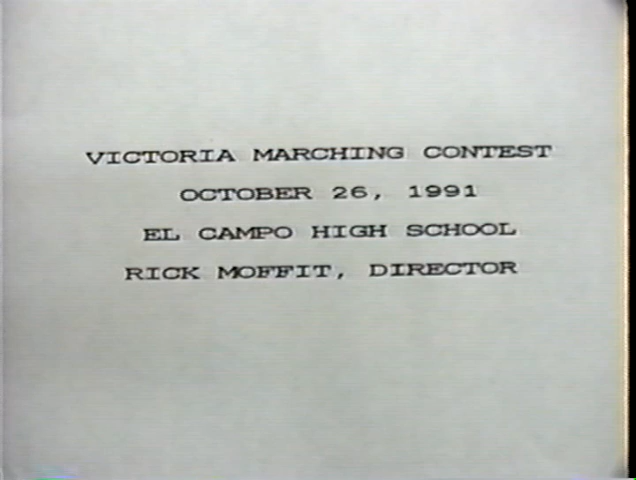 VICTORIA MARCHING CONTEST
OCTOBER 26, 1991
EL CAMPO HIGH SCHOOL
RICK MOFFIT, DIRECTOR